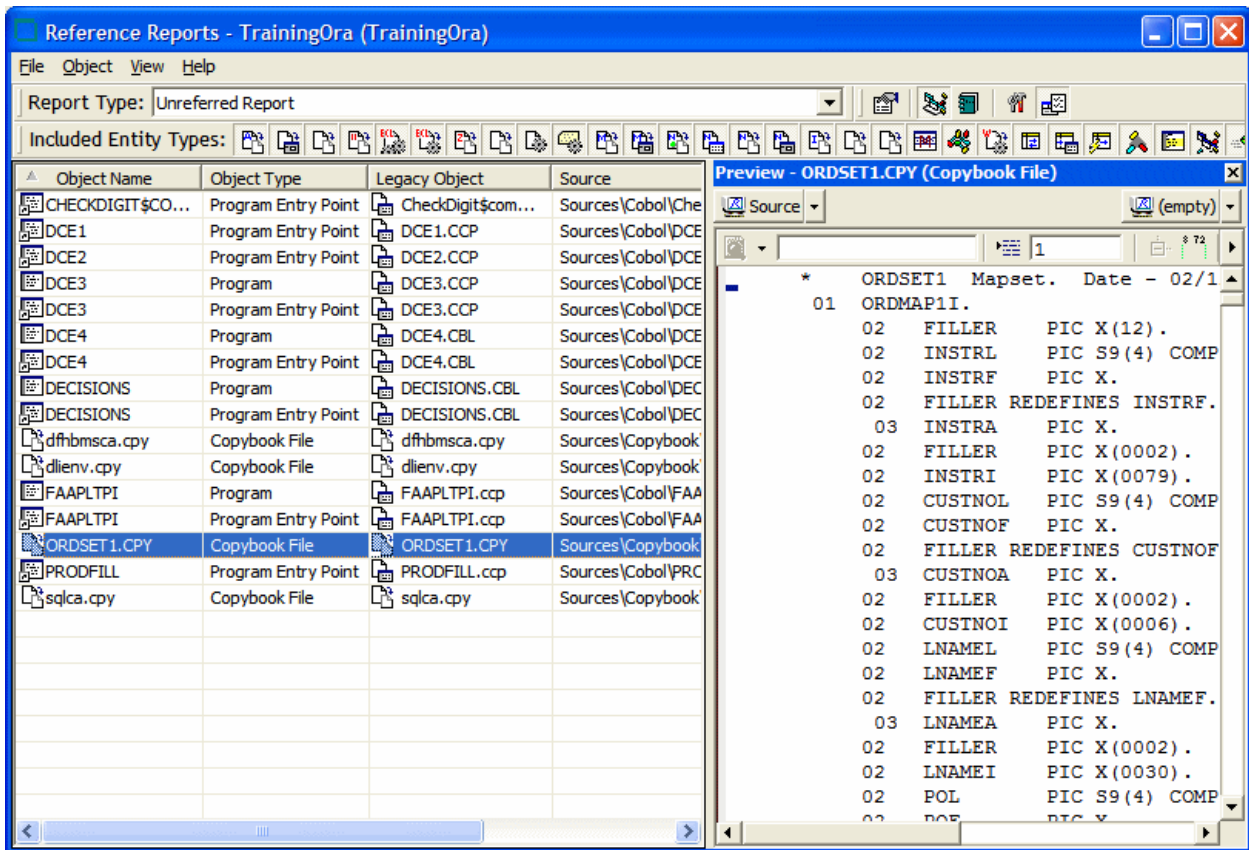 Reference Reports - TrainingOra (TrainingOra)
File Object View Help
Report Type: Unreferred Report
Included Entity Types:
Object Name Object Type Legacy Object Source
CHECKDIGIT$CO... Program Entry Point CheckDigit$com... Sources\Cobol\Che
DCE1 Program Entry Point DCE1.CCP Sources\Cobol\DCE
DCE2 Program Entry Point DCE2.CCP Sources\Cobol\DCE
DCE3 Program DCE3.CCP Sources\Cobol\DCE
DCE3 Program Entry Point DCE3.CCP Sources\Cobol\DCE
DCE4 Program DCE4.CBL Sources\Cobol\DCE
DCE4 Program Entry Point DCE4.CBL Sources\Cobol\DCE
DECISIONS Program DECISIONS.CBL Sources\Cobol\DEC
DECISIONS Program Entry Point DECISIONS.CBL Sources\Cobol\DEC
dfhbmsca.cpy Copybook File dfhbmsca.cpy Sources\Copybook\
dlienv.cpy Copybook File dlienv.cpy Sources\Copybook\
FAAPLTPI Program FAAPLTPI.ccp Sources\Cobol\FAA
FAAPLTPI Program Entry Point FAAPLTPI.ccp Sources\Cobol\FAA
ORDSET1.CPY Copybook File ORDSET1.CPY Sources\Copybook
PRODFILL Program Entry Point PRODFILL.ccp Sources\Cobol\PRC
sqlca.cpy Copybook File sqlca.cpy Sources\Copybook\
Preview - ORDSET1.CPY (Copybook File)
Source (empty)
1 8 72
* ORDSET1 Mapset. Date - 02/1
01 ORDMAP1I.
02 FILLER PIC X(12).
02 INSTRL PIC S9(4) COMP
02 INSTRF PIC X.
02 FILLER REDEFINES INSTRF.
03 INSTRA PIC X.
02 FILLER PIC X(0002).
02 INSTRI PIC X(0079).
02 CUSTNOL PIC S9(4) COMP
02 CUSTNOF PIC X.
02 FILLER REDEFINES CUSTNOF
03 CUSTNOA PIC X.
02 FILLER PIC X(0002).
02 CUSTNOI PIC X(0006).
02 LNAMEL PIC S9(4) COMP
02 LNAMEF PIC X.
02 FILLER REDEFINES LNAMEF.
03 LNAMEA PIC X.
02 FILLER PIC X(0002).
02 LNAMEI PIC X(0030).
02 POL PIC S9(4) COMP
02 POF PIC X